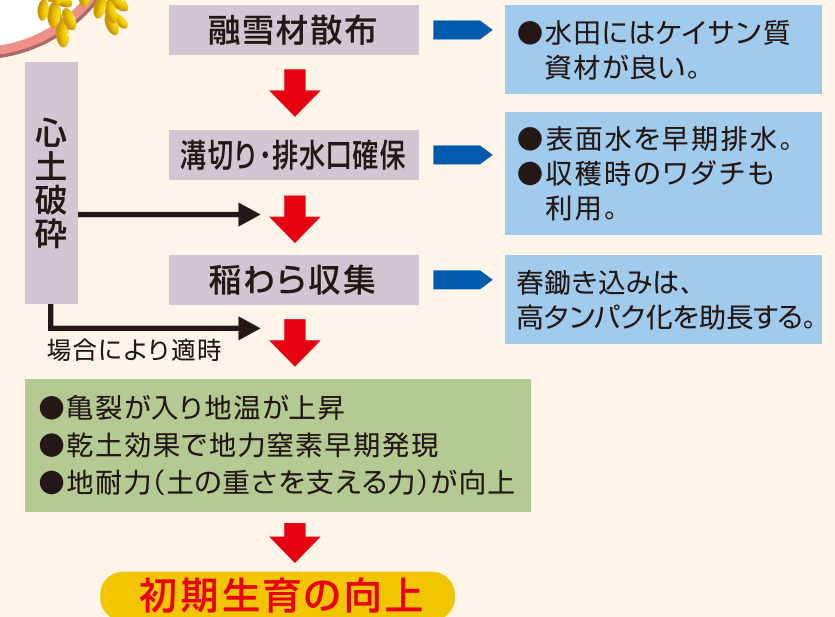 融雪材散布
●水田にはケイサン質
資材が良い。
心土破砕
溝切り・排水口確保
●表面水を早期排水。
●収穫時のワダチも
利用。
稲わら収集
春鋤き込みは、
高タンパク化を助長する。
場合により適時
●亀裂が入り地温が上昇
●乾土効果で地力窒素早期発現
●地耐力(土の重さを支える力)が向上
初期生育の向上